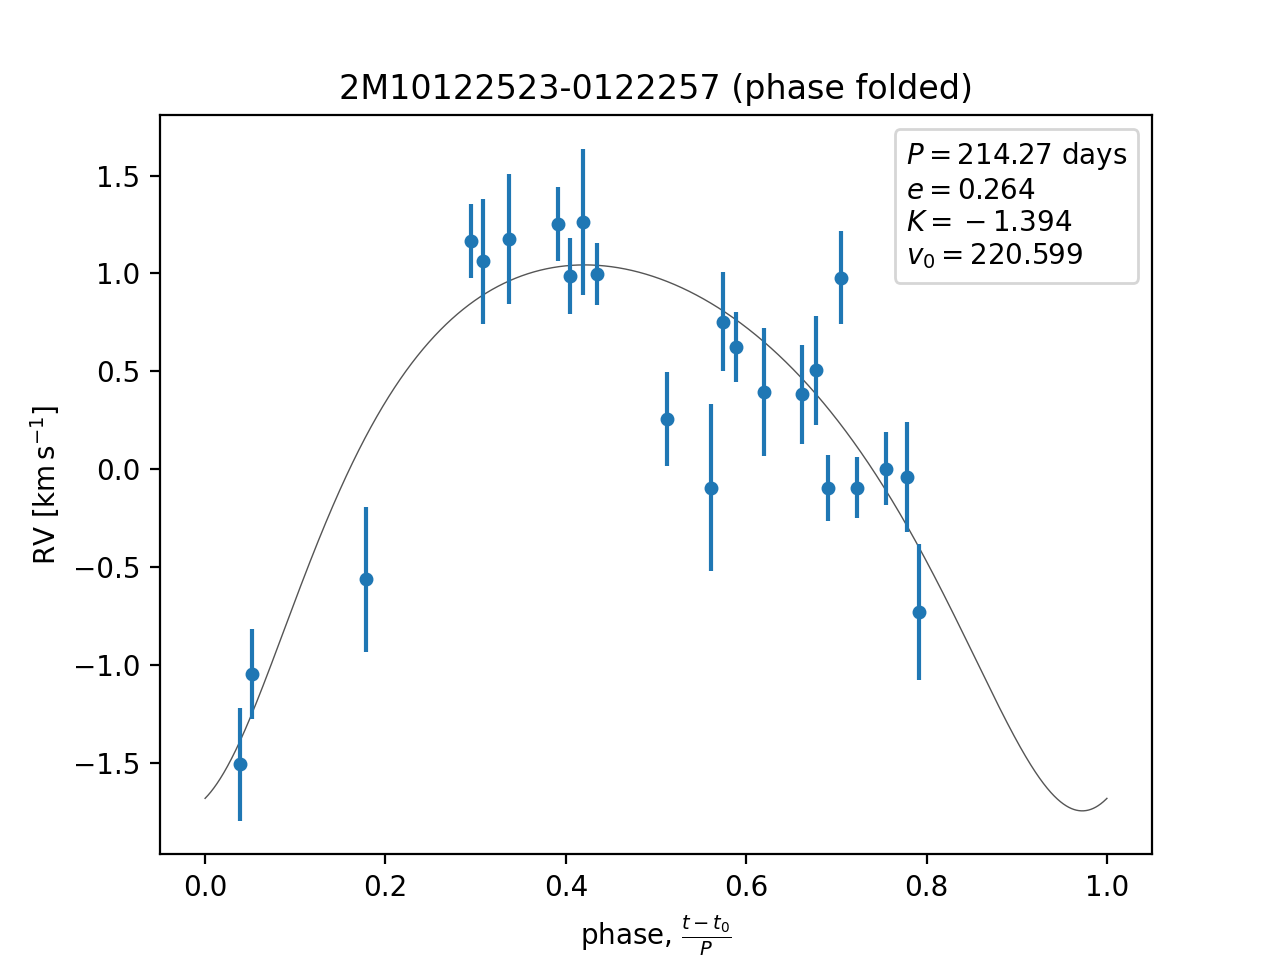 2M10122523-0122257 (phase folded)
P = 214.27 days
e = 0.264
K = − 1.394
v₀ = 220.599
RV [km s⁻¹]
1.5
1.0
0.5
0.0
−0.5
−1.0
−1.5
0.0 0.2 0.4 0.6 0.8 1.0
phase, (t − t₀)/P